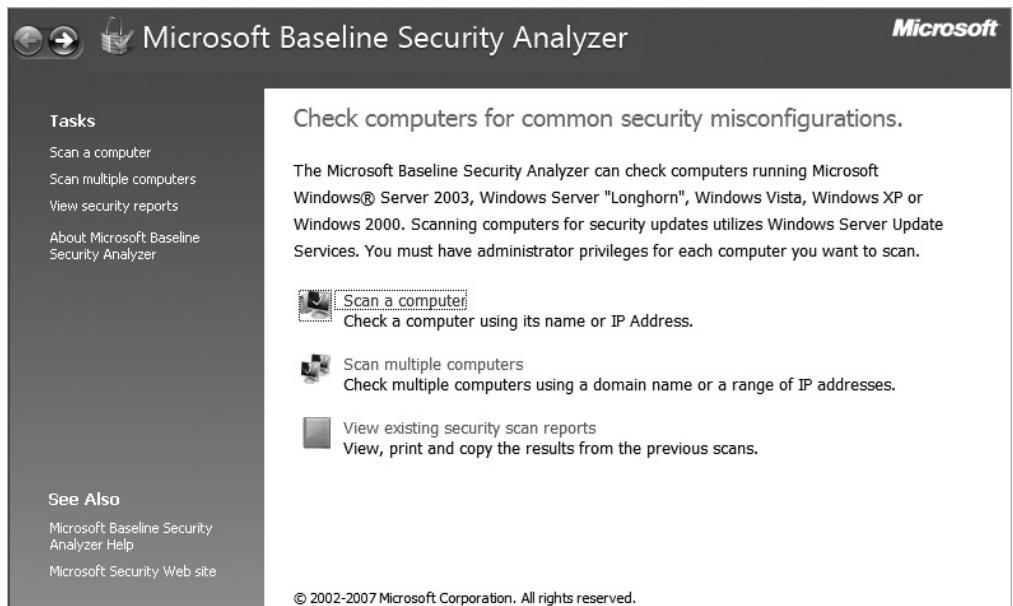 Microsoft Baseline Security Analyzer
Microsoft
Tasks
Scan a computer
Scan multiple computers
View security reports
About Microsoft Baseline
Security Analyzer
See Also
Microsoft Baseline Security
Analyzer Help
Microsoft Security Web site
Check computers for common security misconfigurations.
The Microsoft Baseline Security Analyzer can check computers running Microsoft
Windows® Server 2003, Windows Server "Longhorn", Windows Vista, Windows XP or
Windows 2000. Scanning computers for security updates utilizes Windows Server Update
Services. You must have administrator privileges for each computer you want to scan.
Scan a computer
Check a computer using its name or IP Address.
Scan multiple computers
Check multiple computers using a domain name or a range of IP addresses.
View existing security scan reports
View, print and copy the results from the previous scans.
© 2002-2007 Microsoft Corporation. All rights reserved.